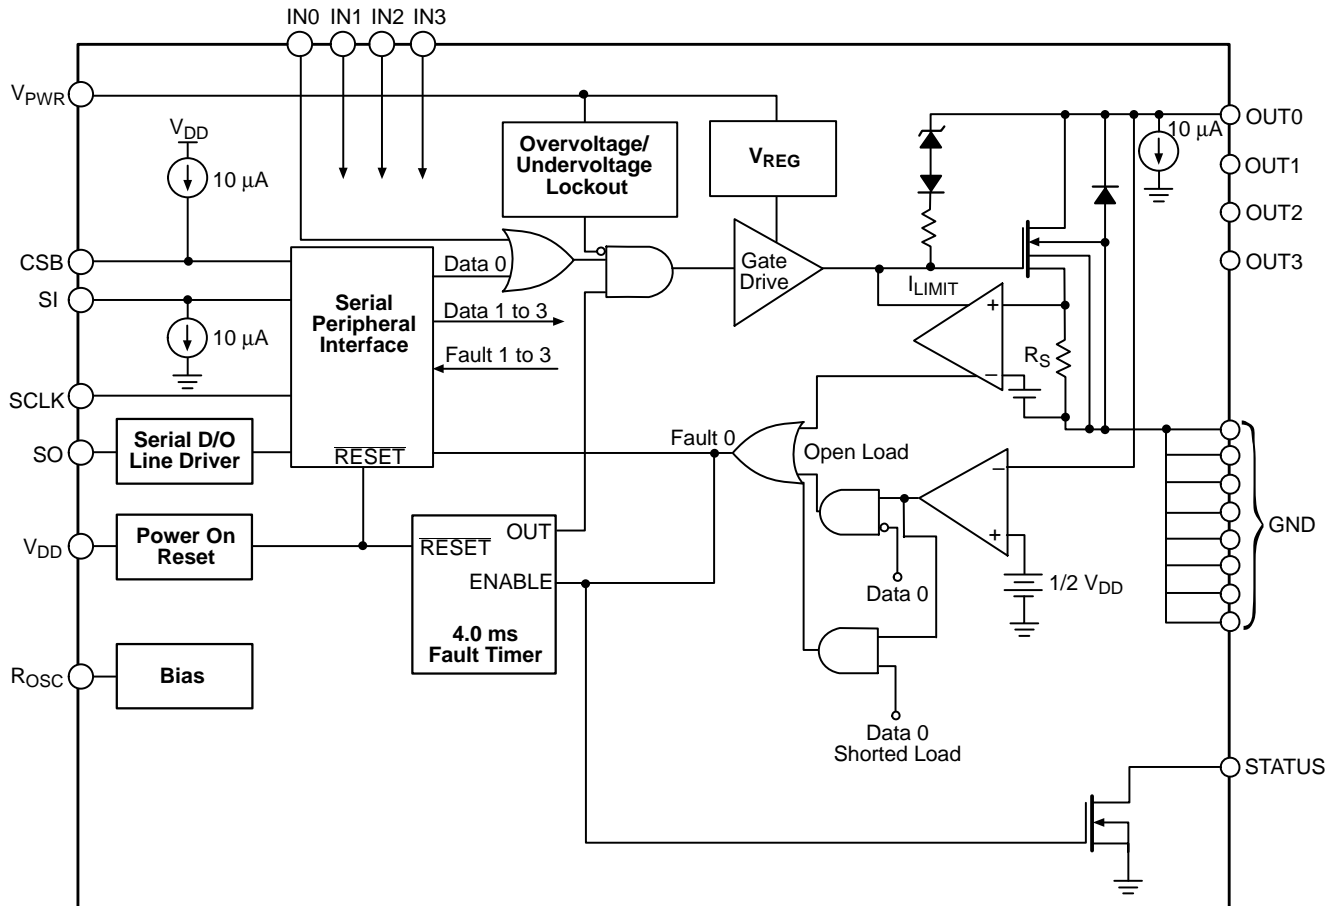 IN0 IN1 IN2 IN3
VPWR
VDD
10 µA
Overvoltage/
Undervoltage
Lockout
VREG
10 µA
OUT0
OUT1
OUT2
OUT3
CSB
SI
10 µA
SCLK
SO
Serial
Peripheral
Interface
RESET
Data 0
Data 1 to 3
Fault 1 to 3
Gate
Drive
ILIMIT
+
−
RS
Serial D/O
Line Driver
Fault 0
Open Load
−
+
GND
VDD
Power On
Reset
OUT
RESET
ENABLE
4.0 ms
Fault Timer
Data 0
1/2 VDD
ROSC
Bias
Data 0
Shorted Load
STATUS